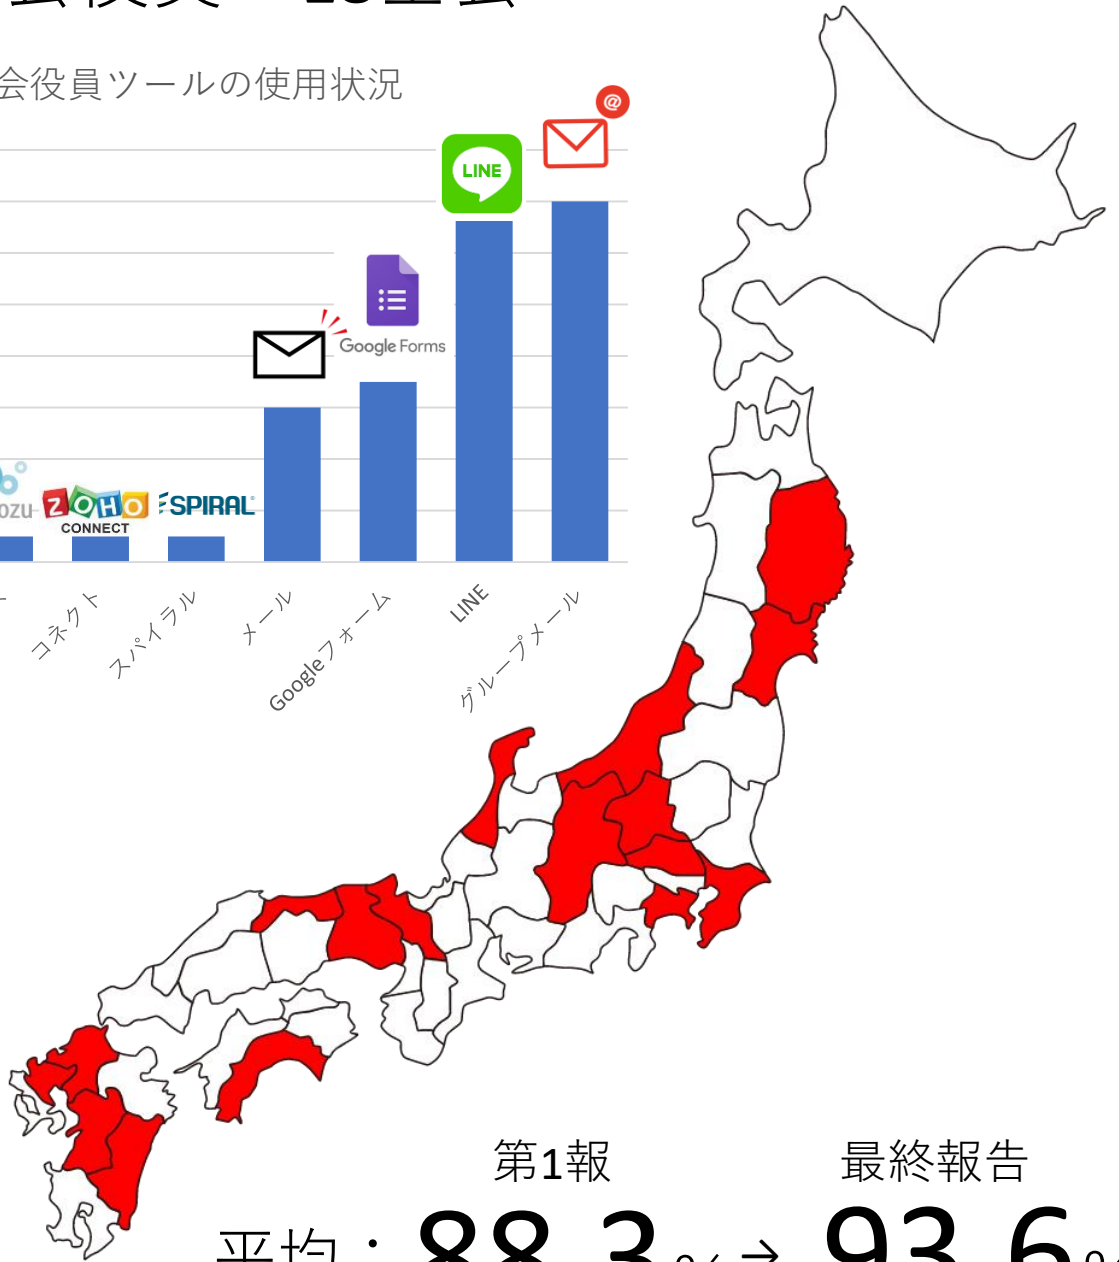 会役員ツールの使用状況
@
LINE
Google Forms
ozu
ZOHO
CONNECT
SPIRAL
コネクト
スパイラル
メール
Googleフォーム
LINE
グループメール
第1報
最終報告
平均：88.3% → 93.6%